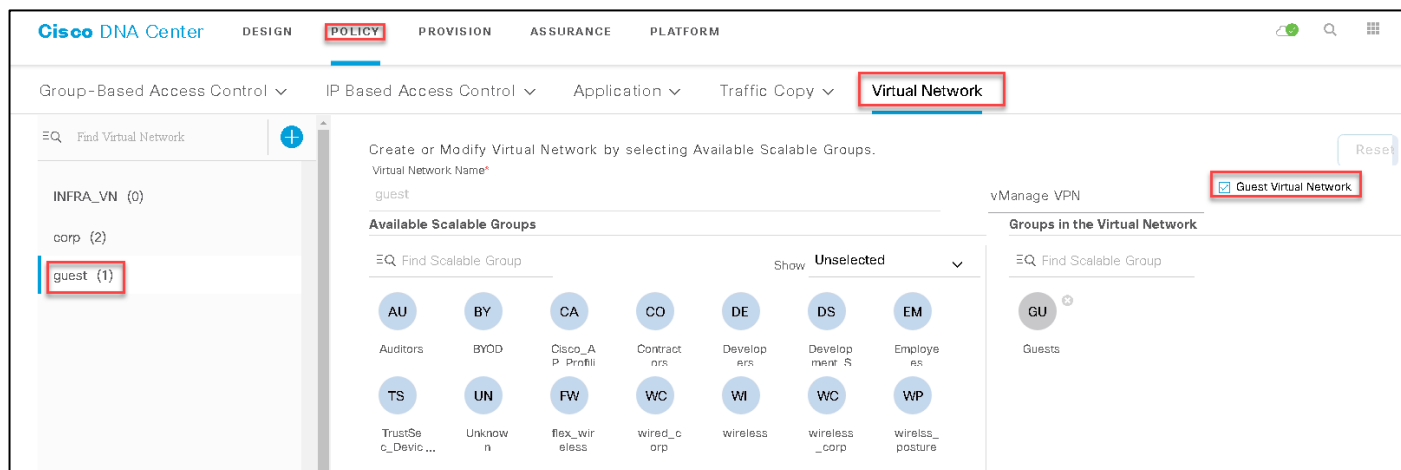 Cisco DNA Center DESIGN POLICY PROVISION ASSURANCE PLATFORM
Group-Based Access Control IP Based Access Control Application Traffic Copy Virtual Network
Find Virtual Network
Create or Modify Virtual Network by selecting Available Scalable Groups.
Reset
Virtual Network Name*
Guest Virtual Network
INFRA_VN (0)
guest
vManage VPN
corp (2)
Available Scalable Groups
Groups in the Virtual Network
guest (1)
Find Scalable Group
Show Unselected
Find Scalable Group
AU BY CA CO DE DS EM
GU
Auditors BYOD Cisco_A Contract Develop Develop Employe
Guests
P_Profili ors ers ment_S es
TS UN FW WC WI WC WP
TrustSe Unknow flex_wir wired_c wireless wireless wirelss_
c_Devic ... n eless orp _corp posture